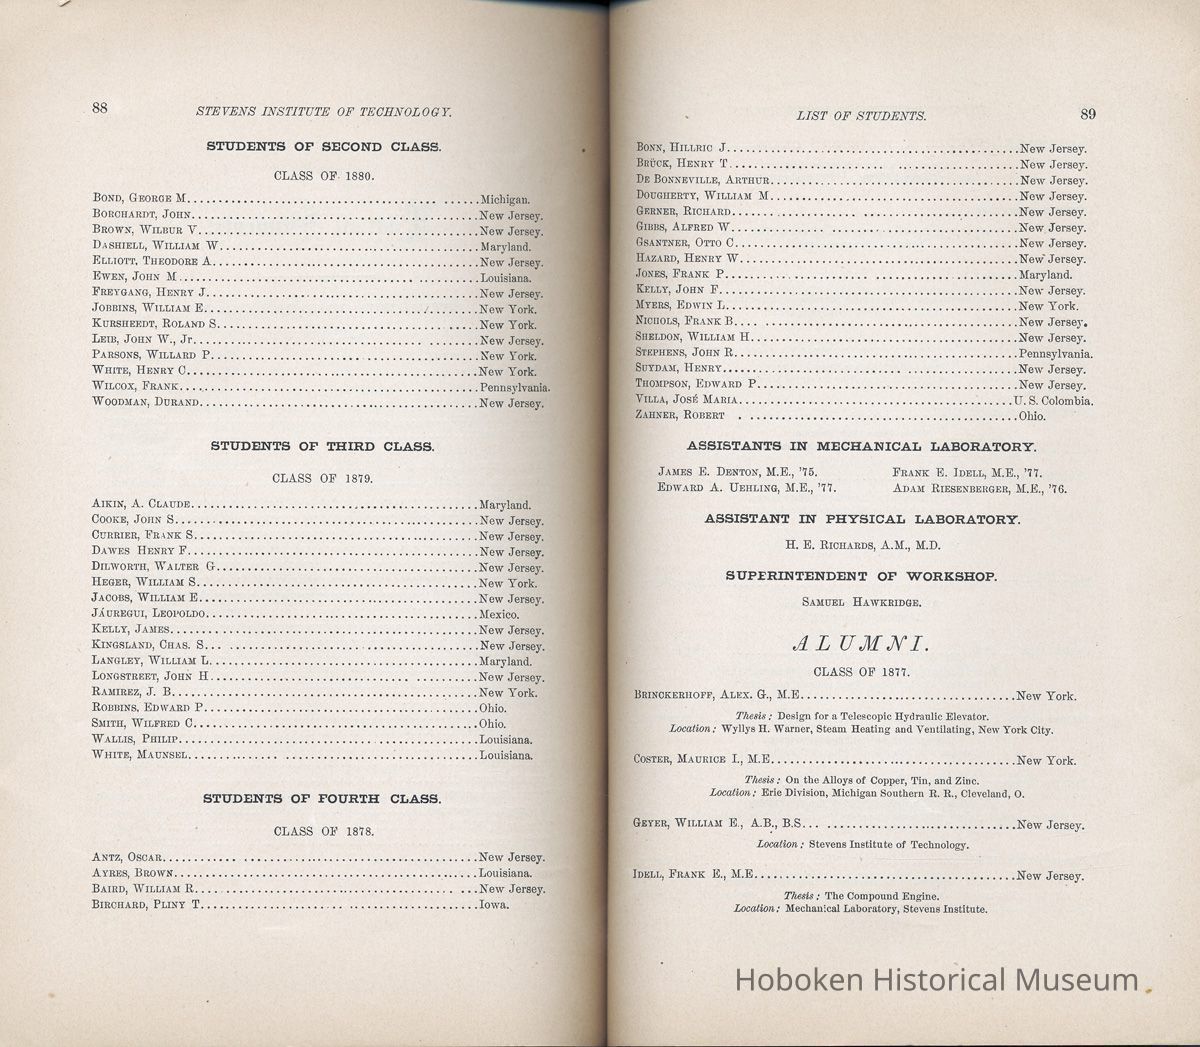 88
STEVENS INSTITUTE OF TECHNOLOGY.
STUDENTS OF SECOND CLASS.
CLASS OF 1880.
BOND, GEORGE M. Michigan.
BORCHARDT, JOHN. New Jersey.
BROWN, WILBUR V. New Jersey.
DASHIELL, WILLIAM W. Maryland.
ELLIOTT, THEODORE A. New Jersey.
EWEN, JOHN M. Louisiana.
FREYGANG, HENRY J. New Jersey.
JOBBINS, WILLIAM E. New York.
KURSHEEDT, ROLAND S. New York.
LEIB, JOHN W., Jr. New Jersey.
PARSONS, WILLARD P. New York.
WHITE, HENRY C. New York.
WILCOX, FRANK. Pennsylvania.
WOODMAN, DURAND. New Jersey.
STUDENTS OF THIRD CLASS.
CLASS OF 1879.
AIKIN, A. CLAUDE. Maryland.
COOKE, JOHN S. New Jersey.
CURRIER, FRANK S. New Jersey.
DAWES HENRY F. New Jersey.
DILWORTH, WALTER G. New Jersey.
HEGER, WILLIAM S. New York.
JACOBS, WILLIAM E. New Jersey.
JÁUREGUI, LEOPOLDO. Mexico.
KELLY, JAMES. New Jersey.
KINGSLAND, CHAS. S. New Jersey.
LANGLEY, WILLIAM L. Maryland.
LONGSTREET, JOHN H. New Jersey.
RAMIREZ, J. B. New York.
ROBBINS, EDWARD P. Ohio.
SMITH, WILFRED C. Ohio.
WALLIS, PHILIP. Louisiana.
WHITE, MAUNSEL. Louisiana.
STUDENTS OF FOURTH CLASS.
CLASS OF 1878.
ANTZ, OSCAR. New Jersey.
AYRES, BROWN. Louisiana.
BAIRD, WILLIAM R. New Jersey.
BIRCHARD, PLINY T. Iowa.
LIST OF STUDENTS.
89
BONN, HILLRIC J. New Jersey.
BRÜCK, HENRY T. New Jersey.
DE BONNEVILLE, ARTHUR. New Jersey.
DOUGHERTY, WILLIAM M. New Jersey.
GERNER, RICHARD. New Jersey.
GIBBS, ALFRED W. New Jersey.
GSANTNER, OTTO C. New Jersey.
HAZARD, HENRY W. New Jersey.
JONES, FRANK P. Maryland.
KELLY, JOHN F. New Jersey.
MYERS, EDWIN L. New York.
NICHOLS, FRANK B. New Jersey.
SHELDON, WILLIAM H. New Jersey.
STEPHENS, JOHN R. Pennsylvania.
SUYDAM, HENRY. New Jersey.
THOMPSON, EDWARD P. New Jersey.
VILLA, JOSÉ MARIA. U. S. Colombia.
ZAHNER, ROBERT. Ohio.
ASSISTANTS IN MECHANICAL LABORATORY.
JAMES E. DENTON, M.E., '75. FRANK E. IDELL, M.E., '77.
EDWARD A. UEHLING, M.E., '77. ADAM RIESENBERGER, M.E., '76.
ASSISTANT IN PHYSICAL LABORATORY.
H. E. RICHARDS, A.M., M.D.
SUPERINTENDENT OF WORKSHOP.
SAMUEL HAWKRIDGE.
ALUMNI.
CLASS OF 1877.
BRINCKERHOFF, ALEX. G., M.E. New York.
Thesis; Design for a Telescopic Hydraulic Elevator.
Location; Wyllys H. Warner, Steam Heating and Ventilating, New York City.
COSTER, MAURICE I., M.E. New York.
Thesis; On the Alloys of Copper, Tin, and Zinc.
Location; Erie Division, Michigan Southern R. R., Cleveland, O.
GEYER, WILLIAM E., A.B., B.S. New Jersey.
Location; Stevens Institute of Technology.
IDELL, FRANK E., M.E. New Jersey.
Thesis; The Compound Engine.
Location; Mechanical Laboratory, Stevens Institute.
Hoboken Historical Museum